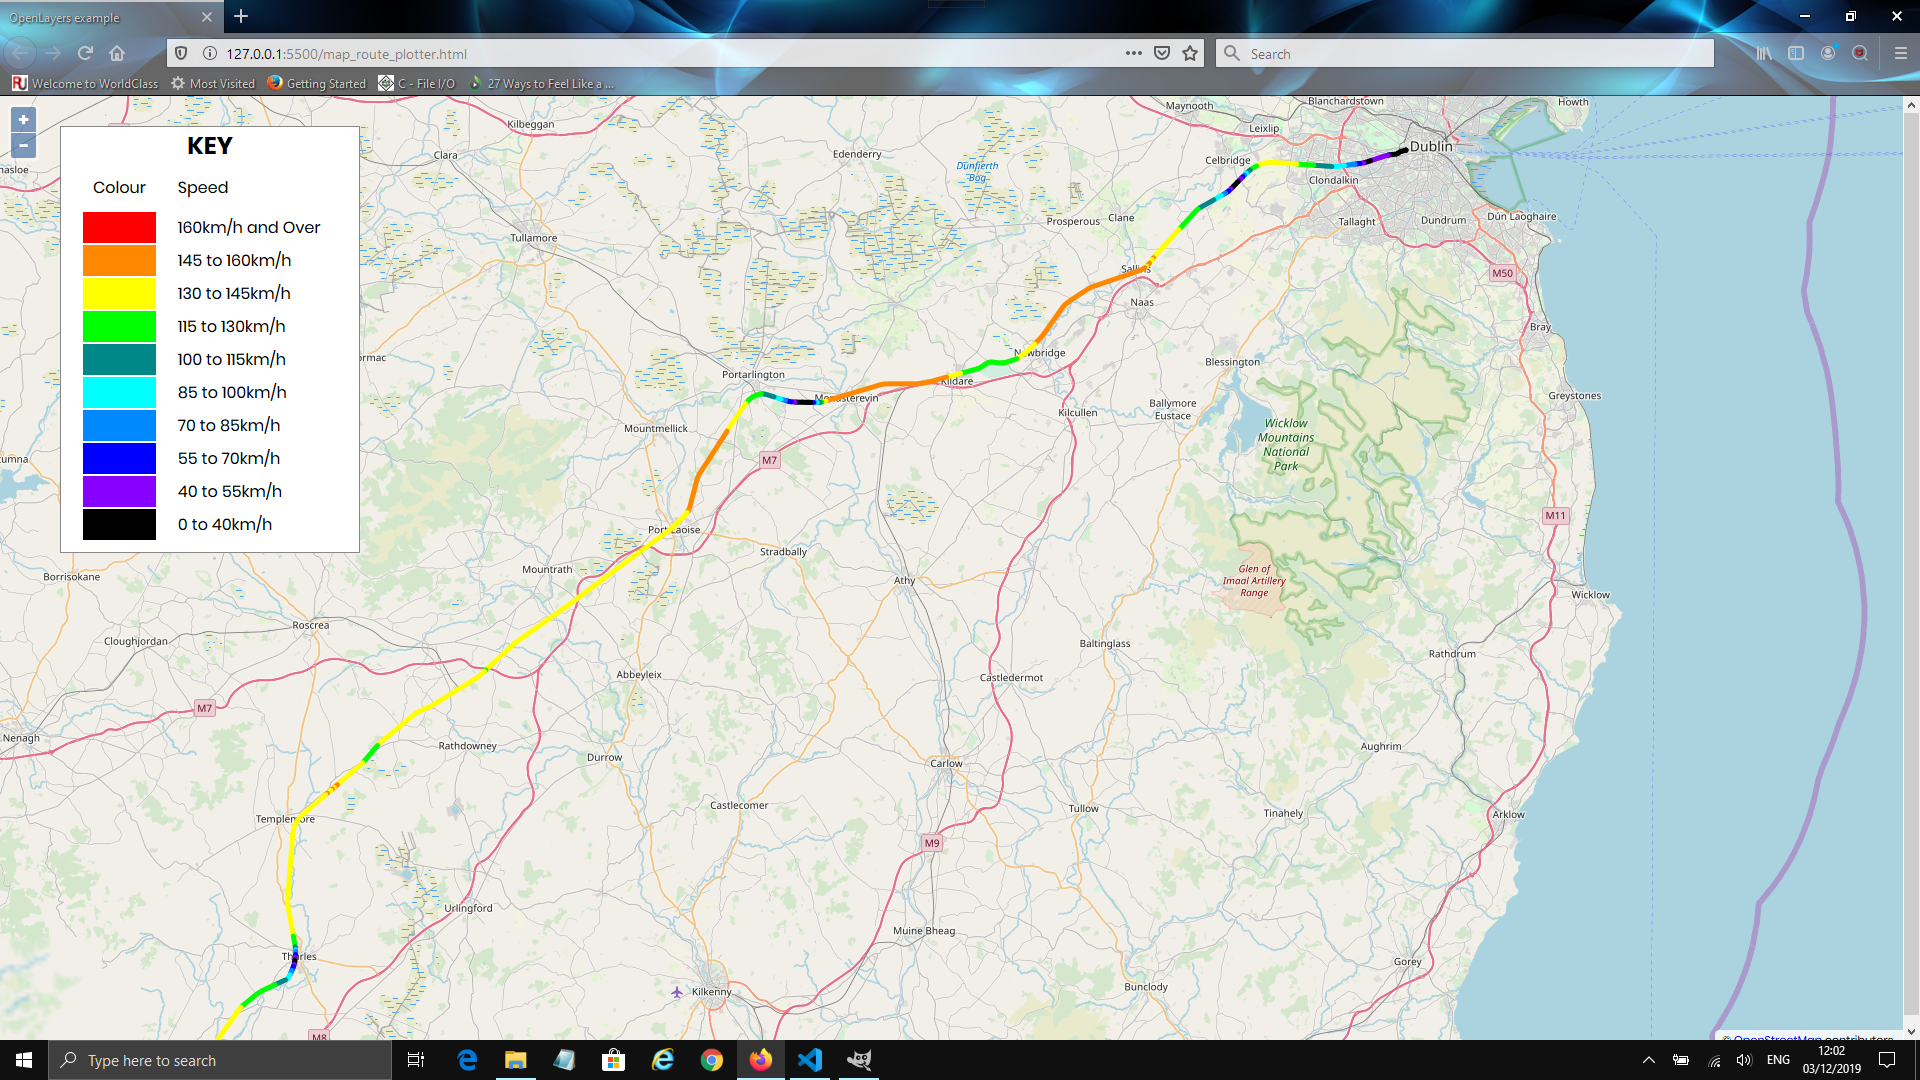 OpenLayers example
127.0.0.1:5500/map_route_plotter.html
Search
Welcome to WorldClass
Most Visited
Getting Started
C - File I/O
27 Ways to Feel Like a ...
+
-
KEY
Colour Speed
160km/h and Over
145 to 160km/h
130 to 145km/h
115 to 130km/h
100 to 115km/h
85 to 100km/h
70 to 85km/h
55 to 70km/h
40 to 55km/h
0 to 40km/h
Blanchardstown
Howth
Maynooth
Kilbeggan
Leixlip
Dublin
Clara
Edenderry
Celbridge
Dunfierth
Bog
Clondalkin
Prosperous
Clane
Tallaght
Dundrum
Dún Laoghaire
Tullamore
Sallins
M50
Naas
Bray
Newbridge
Blessington
Portarlington
Kildare
Monasterevin
Ballymore
Eustace
Kilcullen
Greystones
Mountmellick
Wicklow
Mountains
National
Park
M7
M11
Port Laoise
Stradbally
Mountrath
Borrisokane
Athy
Glen of
Imaal Artillery
Range
Wicklow
Roscrea
Cloughjordan
Baltinglass
Rathdrum
Abbeyleix
Castledermot
M7
Nenagh
Rathdowney
Durrow
Carlow
Aughrim
Castlecomer
Tullow
Tinahely
Arklow
Templemore
M9
Urlingford
Muine Bheag
Thurles
Gorey
Kilkenny
Bunclody
M8
© OpenStreetMap contributors.
Type here to search
ENG
12:02
03/12/2019